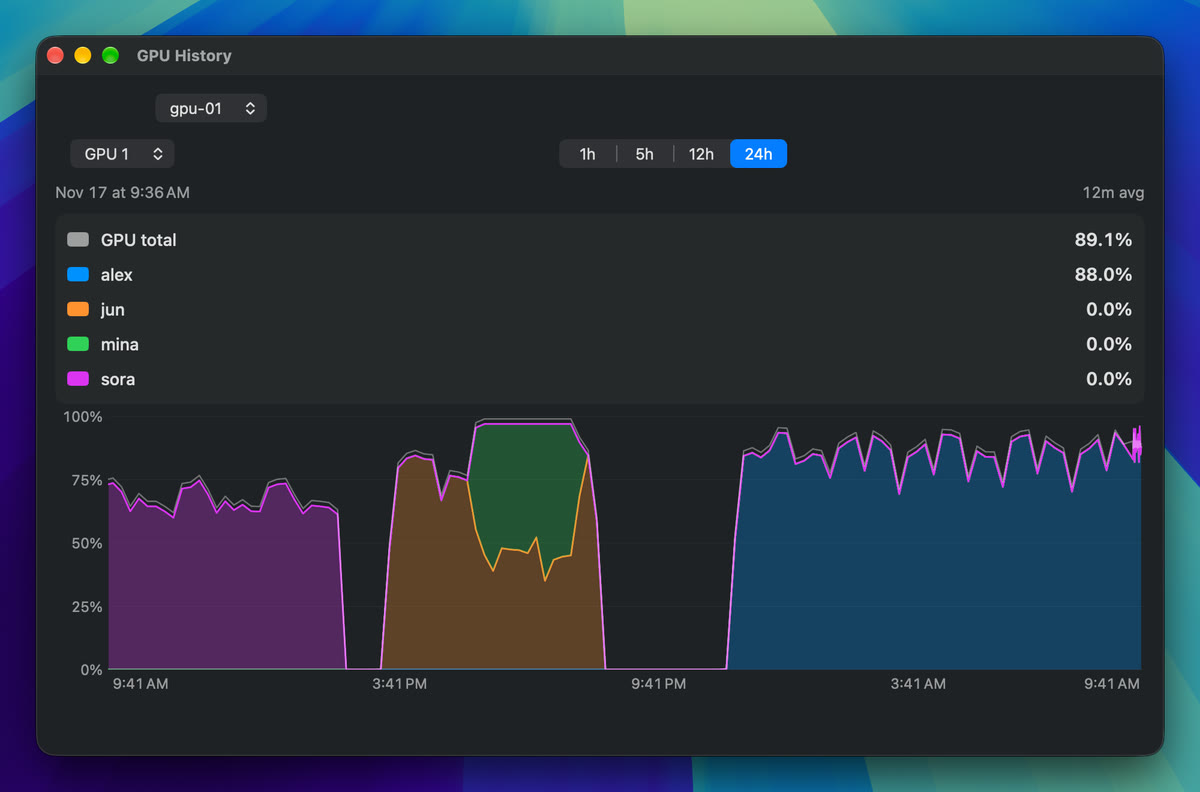 GPU History
gpu-01
GPU 1
1h 5h 12h 24h
Nov 17 at 9:36 AM 12m avg
GPU total 89.1%
alex 88.0%
jun 0.0%
mina 0.0%
sora 0.0%
100%
75%
50%
25%
0%
9:41 AM 3:41 PM 9:41 PM 3:41 AM 9:41 AM